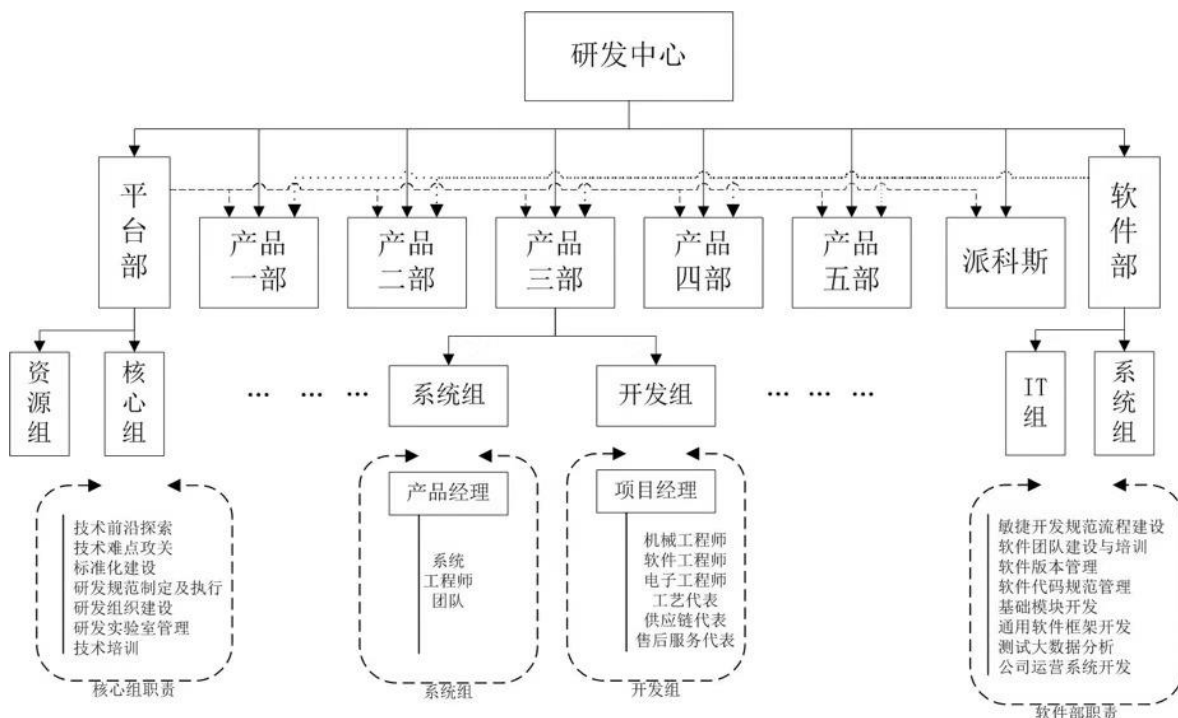 研发中心
平台部
产品
一部
产品
二部
产品
三部
产品
四部
产品
五部
派科斯
软件部
资源组
核心组
… … …
系统组
开发组
… … …
IT
组
系统组
产品经理
系统
工程师
团队
项目经理
机械工程师
软件工程师
电子工程师
工艺代表
供应链代表
售后服务代表
技术前沿探索
技术难点攻关
标准化建设
研发规范制定及执行
研发组织建设
研发实验室管理
技术培训
敏捷开发规范流程建设
软件团队建设与培训
软件版本管理
软件代码规范管理
基础模块开发
通用软件框架开发
测试大数据分析
公司运营系统开发
核心组职责
系统组
开发组
软件部职责